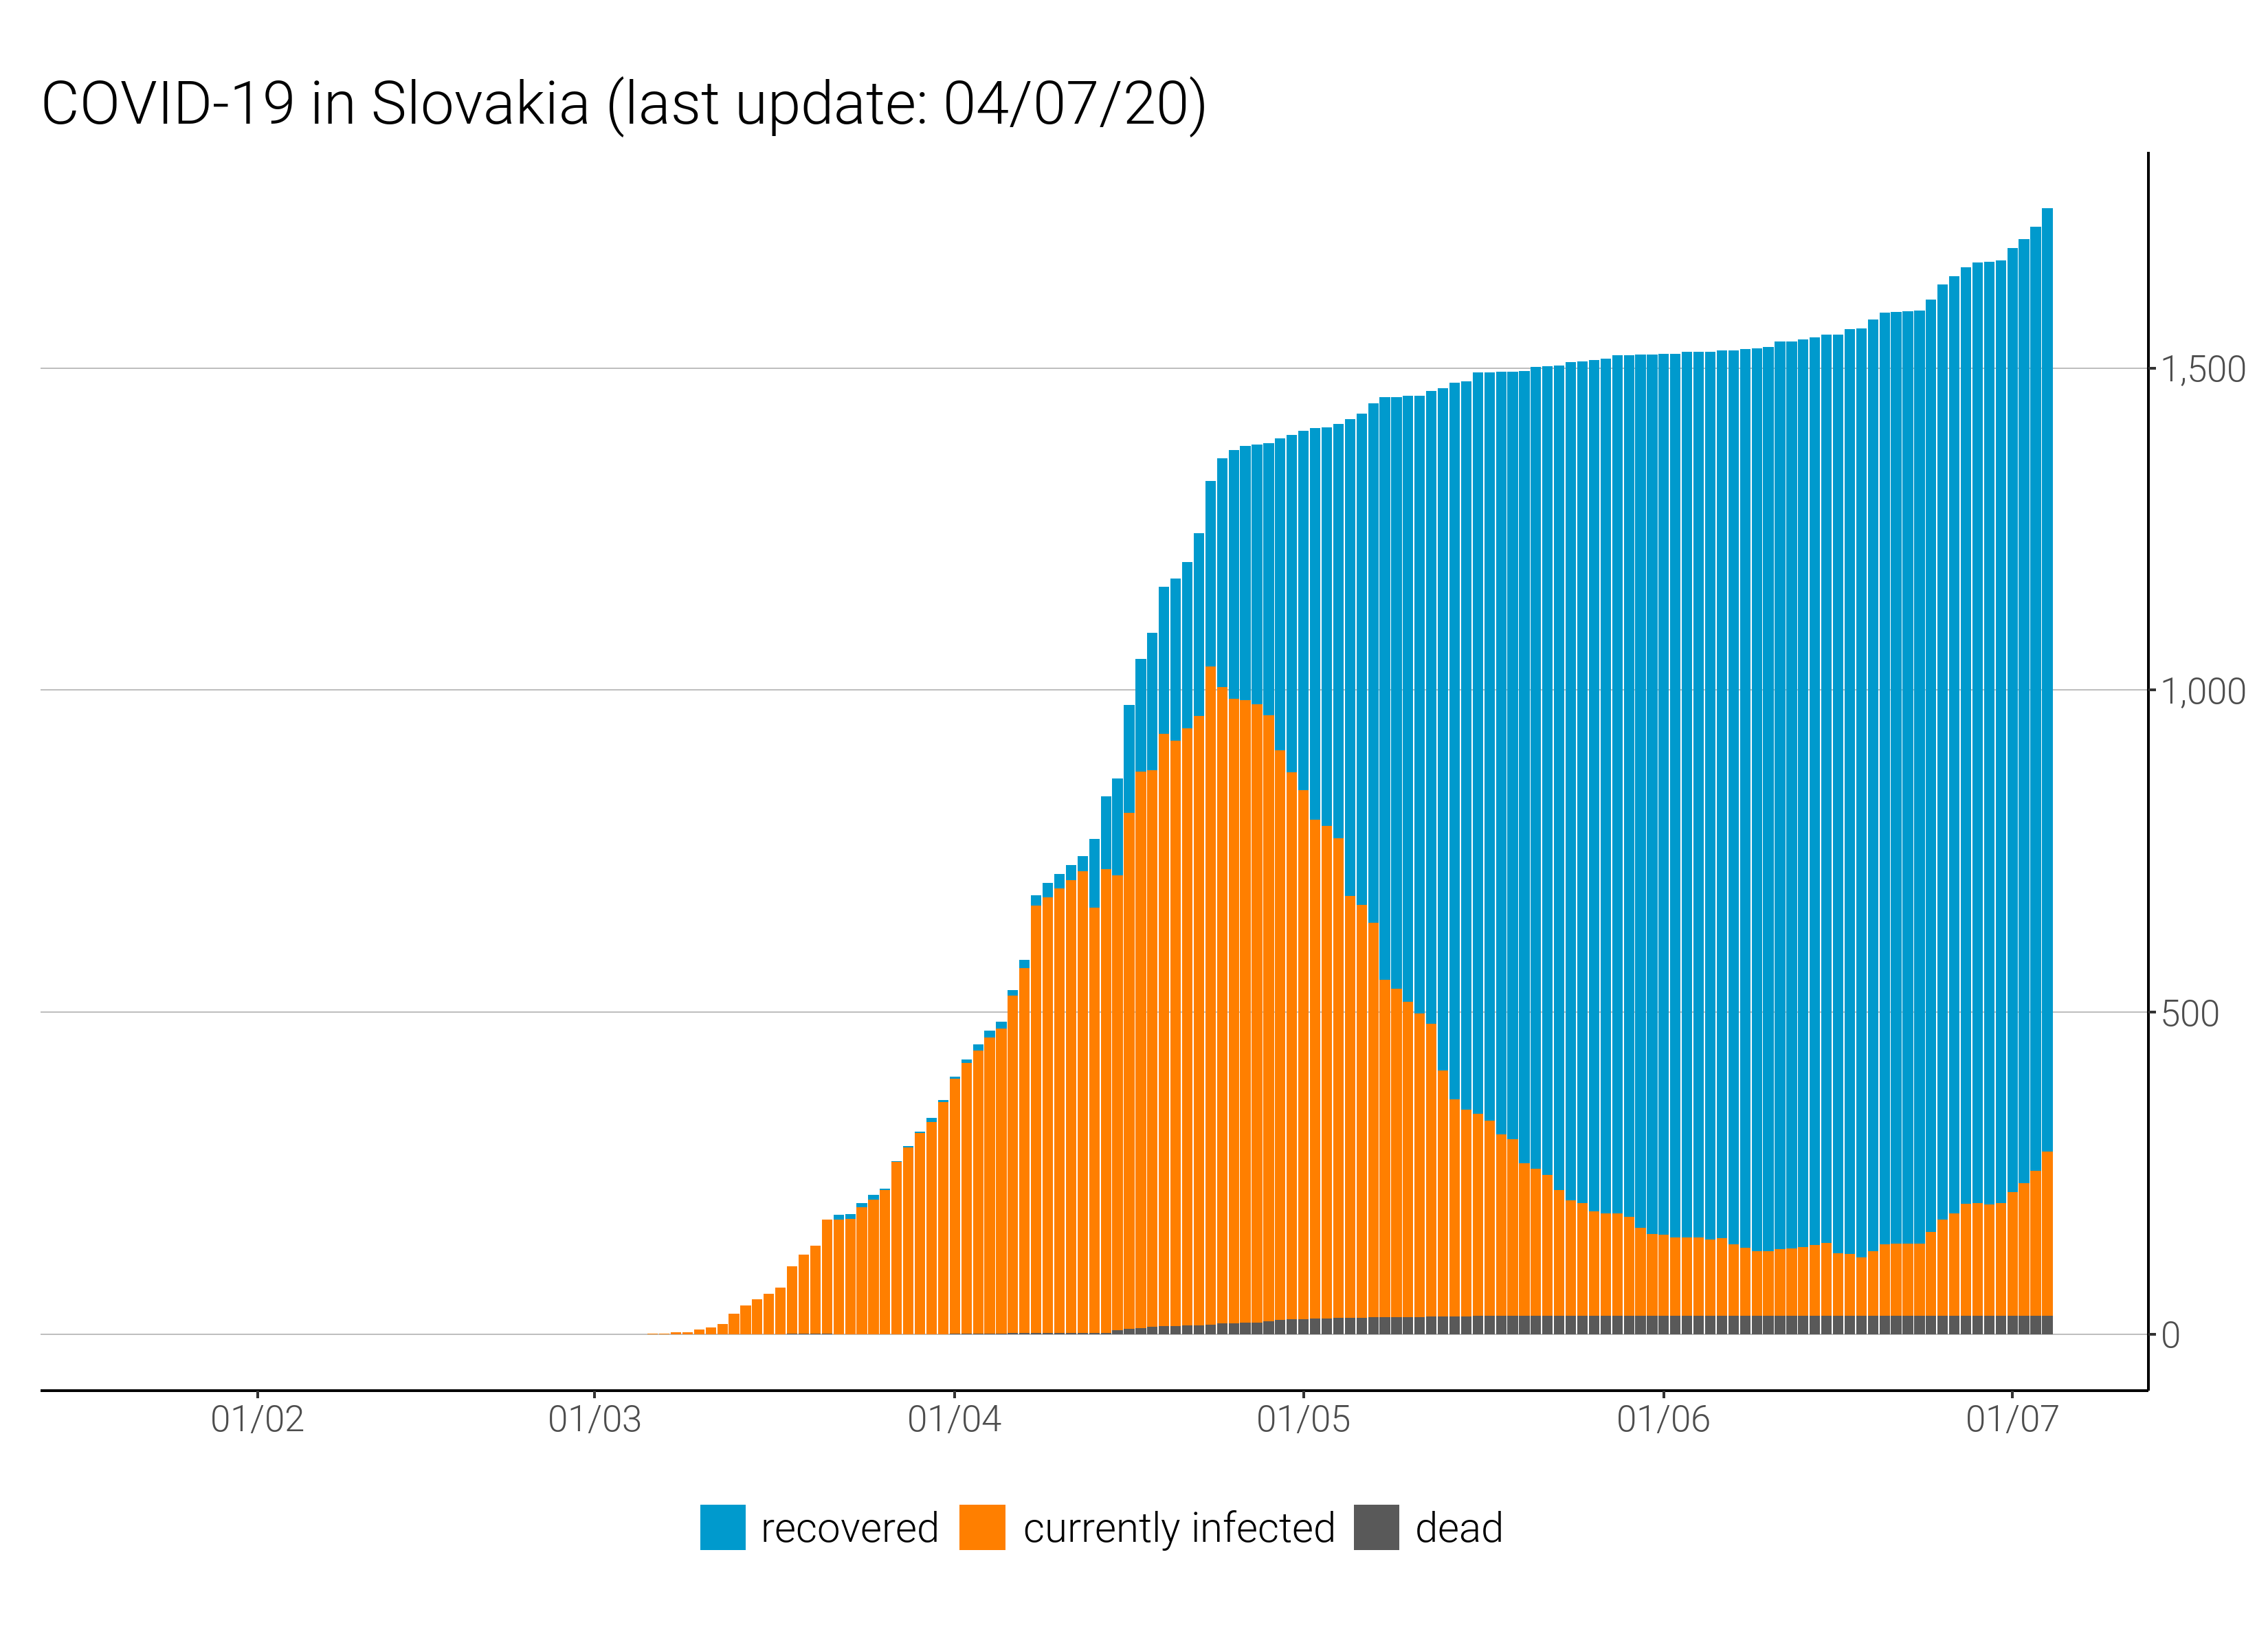 COVID-19 in Slovakia (last update: 04/07/20)
1,500
1,000
500
0
01/02 01/03 01/04 01/05 01/06 01/07
recovered currently infected dead